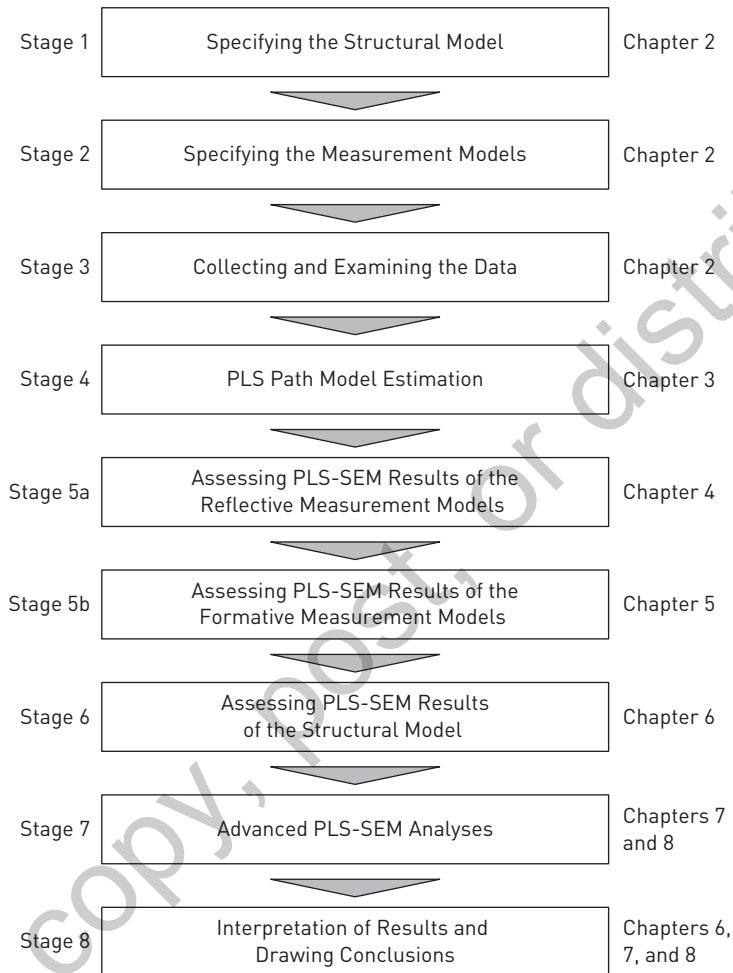 Stage 1
Specifying the Structural Model
Chapter 2
Stage 2
Specifying the Measurement Models
Chapter 2
Stage 3
Collecting and Examining the Data
Chapter 2
Stage 4
PLS Path Model Estimation
Chapter 3
Stage 5a
Assessing PLS-SEM Results of the
Reflective Measurement Models
Chapter 4
Stage 5b
Assessing PLS-SEM Results of the
Formative Measurement Models
Chapter 5
Stage 6
Assessing PLS-SEM Results
of the Structural Model
Chapter 6
Stage 7
Advanced PLS-SEM Analyses
Chapters 7
and 8
Stage 8
Interpretation of Results and
Drawing Conclusions
Chapters 6,
7, and 8
copy, post, or distri